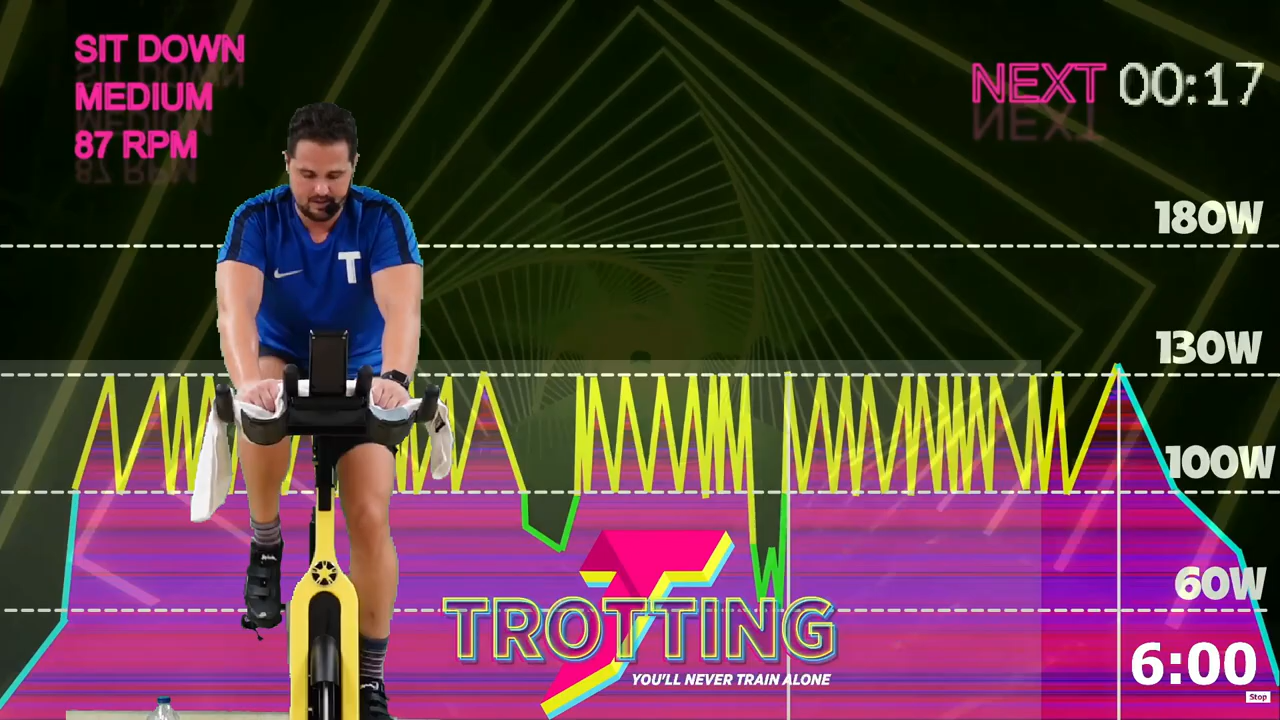 SIT DOWN
MEDIUM
87 RPM
NEXT 00:17
180W
130W
100W
60W
T
TROTTING
YOU'LL NEVER TRAIN ALONE
6:00
Stop